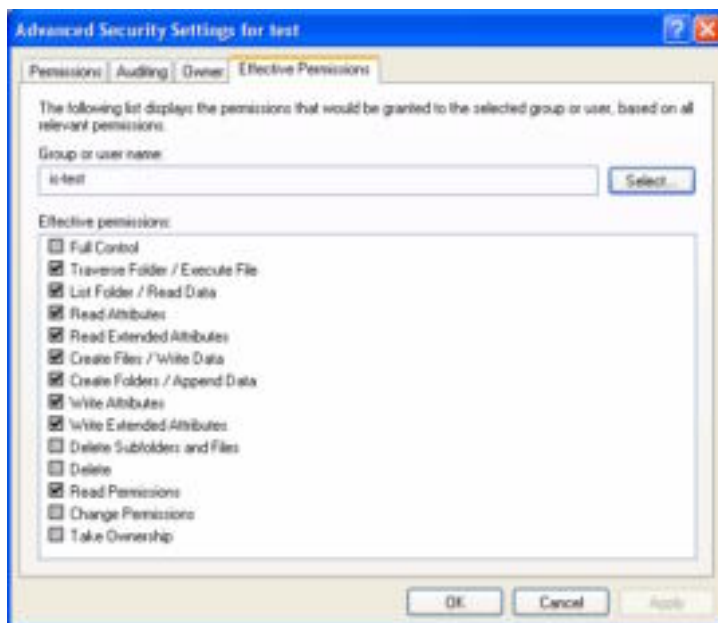 Advanced Security Settings for test
Permissions Auditing Owner Effective Permissions
The following list displays the permissions that would be granted to the selected group or user, based on all
relevant permissions.
Group or user name:
is-test
Select...
Effective permissions:
Full Control
Traverse Folder / Execute File
List Folder / Read Data
Read Attributes
Read Extended Attributes
Create Files / Write Data
Create Folders / Append Data
Write Attributes
Write Extended Attributes
Delete Subfolders and Files
Delete
Read Permissions
Change Permissions
Take Ownership
OK Cancel Apply